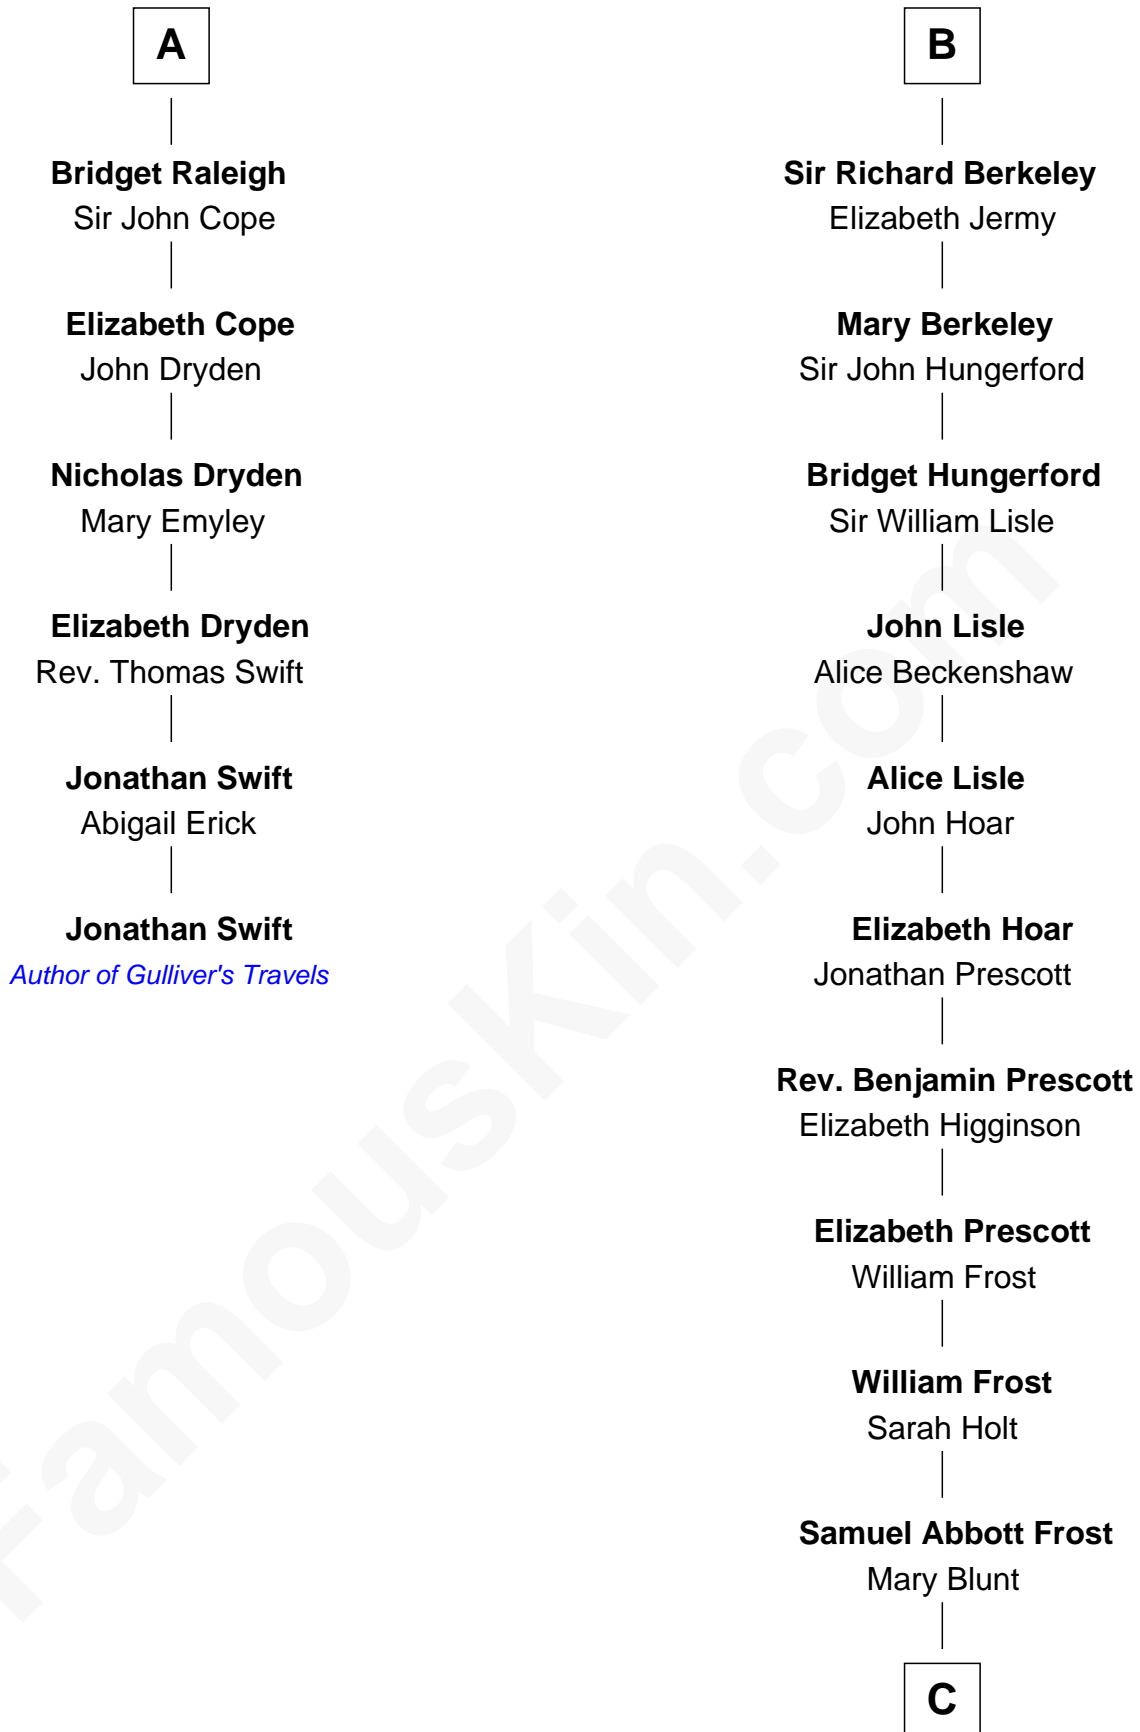 A
Bridget Raleigh
Sir John Cope
Elizabeth Cope
John Dryden
Nicholas Dryden
Mary Emyley
Elizabeth Dryden
Rev. Thomas Swift
Jonathan Swift
Abigail Erick
Jonathan Swift
Author of Gulliver's Travels
B
Sir Richard Berkeley
Elizabeth Jermy
Mary Berkeley
Sir John Hungerford
Bridget Hungerford
Sir William Lisle
John Lisle
Alice Beckenshaw
Alice Lisle
John Hoar
Elizabeth Hoar
Jonathan Prescott
Rev. Benjamin Prescott
Elizabeth Higginson
Elizabeth Prescott
William Frost
William Frost
Sarah Holt
Samuel Abbott Frost
Mary Blunt
C
FamousKin.com